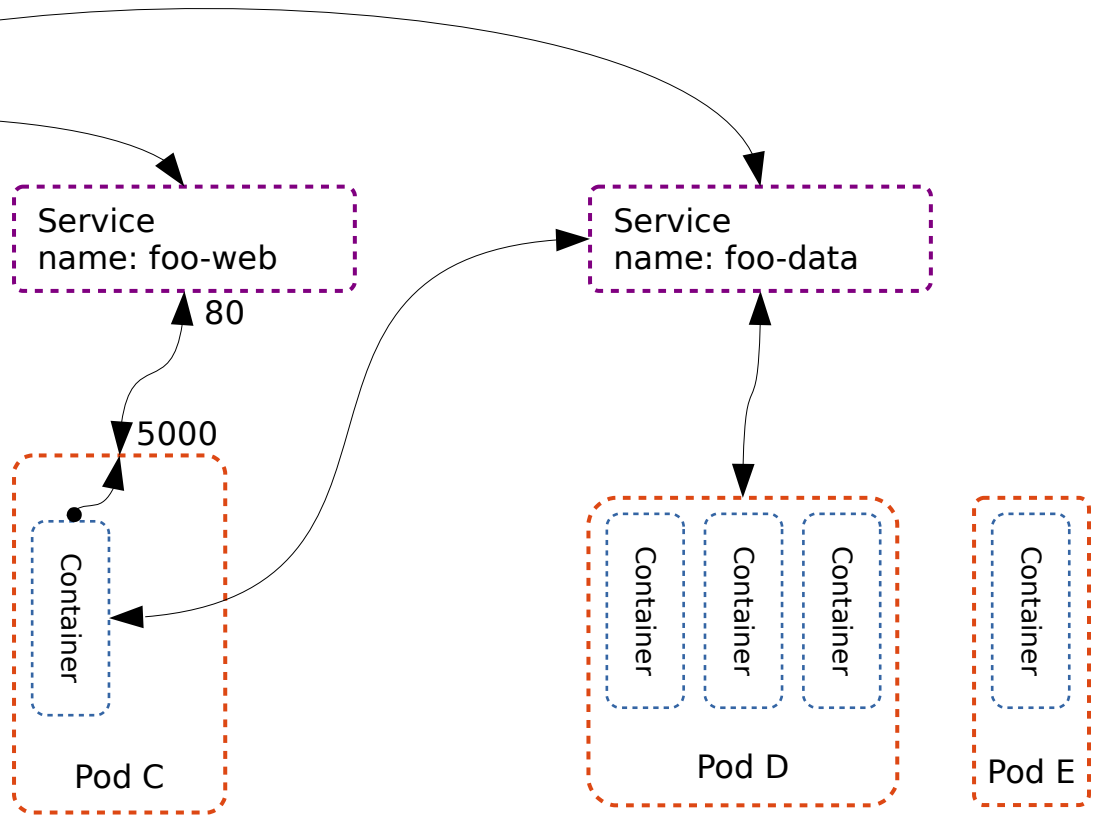 Service
name: foo-web
Service
name: foo-data
80
5000
Container
Container
Container
Container
Container
Pod C
Pod D
Pod E